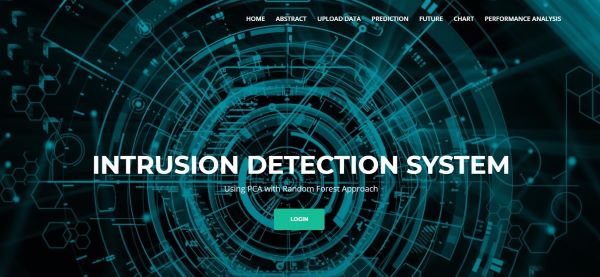 HOME ABSTRACT UPLOAD DATA PREDICTION FUTURE CHART PERFORMANCE ANALYSIS
INTRUSION DETECTION SYSTEM
Using PCA with Random Forest Approach
LOGIN